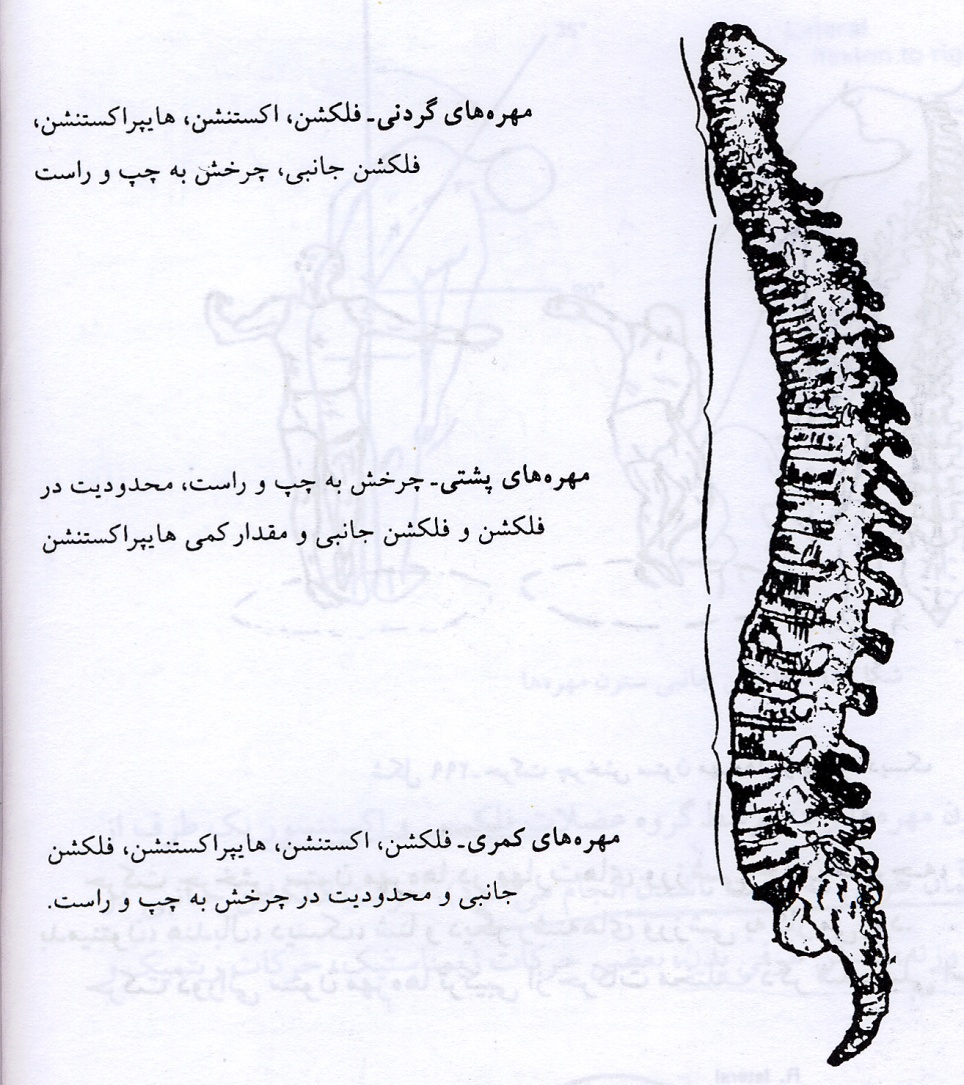 مهره‌های گردنی ـ فلکشن، اکستنشن، هایپراکستنشن،
فلکشن جانبی، چرخش به چپ و راست
مهره‌های پشتی ـ چرخش به چپ و راست، محدودیت در
فلکشن و فلکشن جانبی و مقدار کمی هایپراکستنشن
مهره‌های کمری ـ فلکشن، اکستنشن، هایپراکستنشن، فلکشن
جانبی و محدودیت در چرخش به چپ و راست.